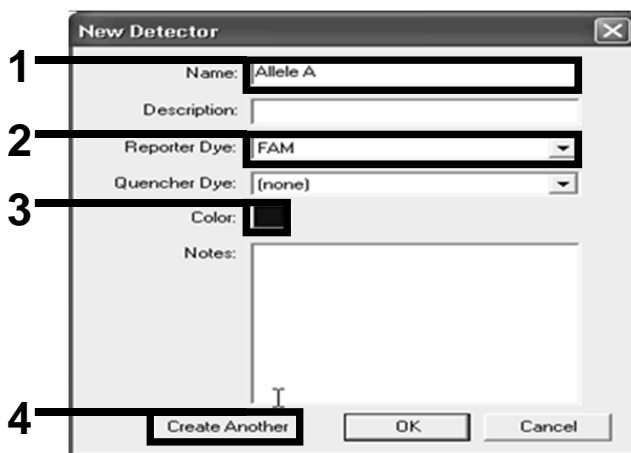 New Detector
1 Name: Allele A
Description:
2 Reporter Dye: FAM
Quencher Dye: (none)
3 Color:
Notes:
4 Create Another OK Cancel